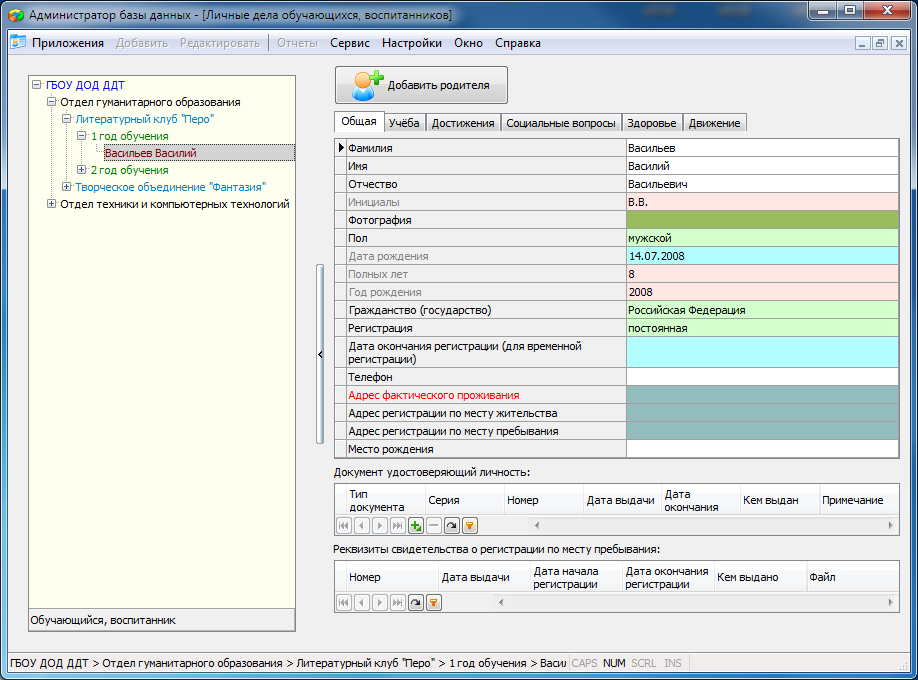 Администратор базы данных - [Личные дела обучающихся, воспитанников]
Приложения Добавить Редактировать Отчеты Сервис Настройки Окно Справка
ГБОУ ДОД ДДТ
Отдел гуманитарного образования
Литературный клуб "Перо"
1 год обучения
Васильев Василий
2 год обучения
Творческое объединение "Фантазия"
Отдел техники и компьютерных технологий
Обучающийся, воспитанник
Добавить родителя
Общая Учёба Достижения Социальные вопросы Здоровье Движение
Фамилия Васильев
Имя Василий
Отчество Васильевич
Инициалы В.В.
Фотография
Пол мужской
Дата рождения 14.07.2008
Полных лет 8
Год рождения 2008
Гражданство (государство) Российская Федерация
Регистрация постоянная
Дата окончания регистрации (для временной
регистрации)
Телефон
Адрес фактического проживания
Адрес регистрации по месту жительства
Адрес регистрации по месту пребывания
Место рождения
Документ удостоверяющий личность:
Тип
документа
Серия
Номер
Дата выдачи
Дата
окончания
Кем выдан
Примечание
Реквизиты свидетельства о регистрации по месту пребывания:
Номер
Дата выдачи
Дата начала
регистрации
Дата окончания
регистрации
Кем выдано
Файл
ГБОУ ДОД ДДТ > Отдел гуманитарного образования > Литературный клуб "Перо" > 1 год обучения > Васил CAPS NUM SCRL INS